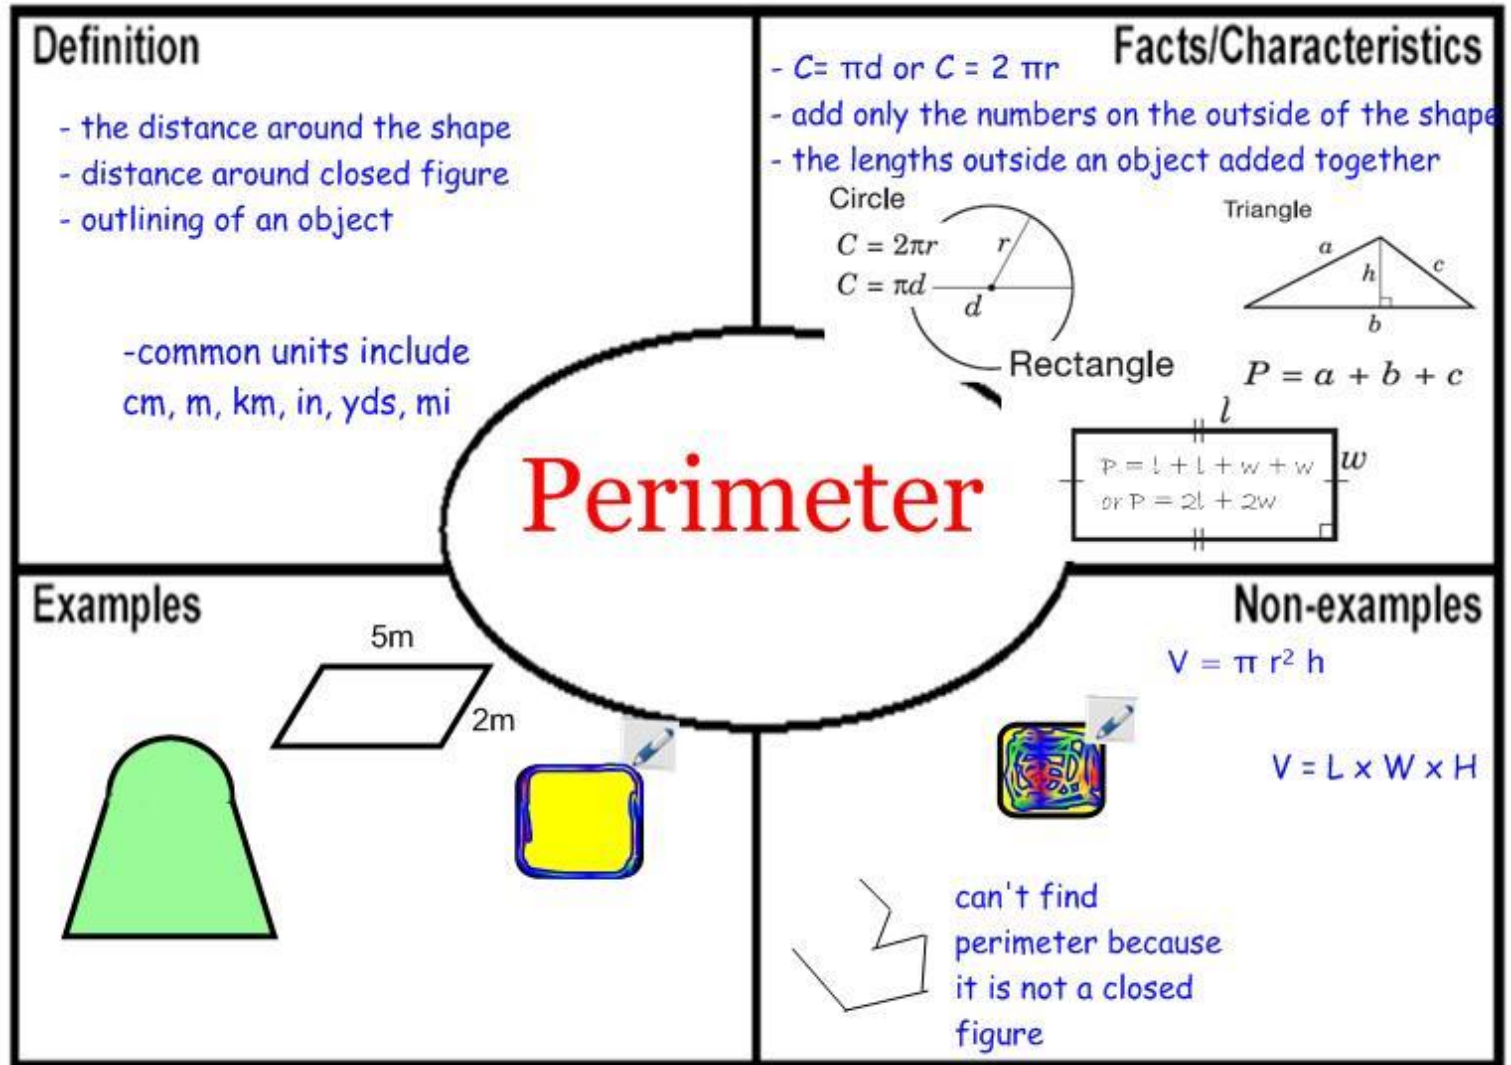 Definition
- the distance around the shape
- distance around closed figure
- outlining of an object
-common units include
cm, m, km, in, yds, mi
Facts/Characteristics
- C= πd or C = 2 πr
- add only the numbers on the outside of the shape
- the lengths outside an object added together
Circle
C = 2πr
C = πd
r
d
Triangle
a
h
c
b
P = a + b + c
Rectangle
l
w
P = l + l + w + w
or P = 2l + 2w
Perimeter
Examples
5m
2m
Non-examples
V = π r² h
V = L x W x H
can't find
perimeter because
it is not a closed
figure